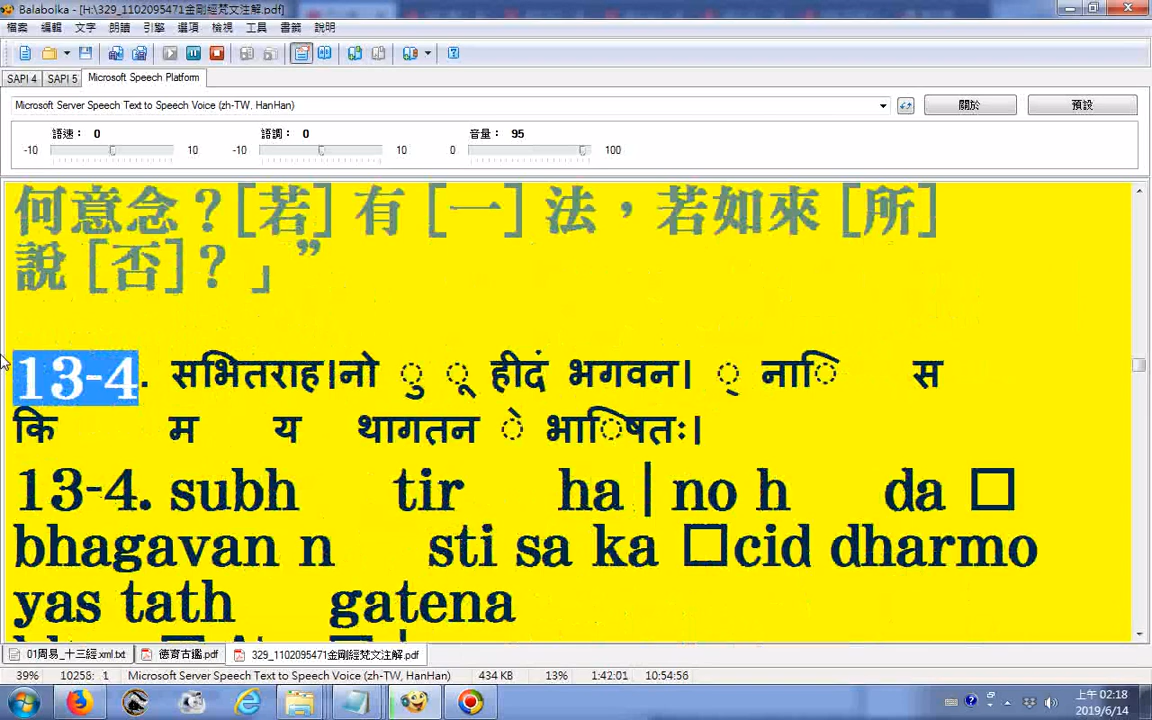 Balabolka - [H:\329_1102095471金剛經梵文注解.pdf]
檔案 編輯 文字 朗讀 引擎 選項 檢視 工具 書籤 說明
SAPI 4 SAPI 5 Microsoft Speech Platform
Microsoft Server Speech Text to Speech Voice (zh-TW, HanHan) 關於 預設
語速： 0 語調： 0 音量： 95
-10 10 -10 10 0 100
何意念？[若] 有 [一] 法，若如來 [所]
說 [否]？」”
13-4. सभितराह।नो ु ू हीदं भगवन। ् नाि स
कि म य थागतन े भािषतः।
13-4. subh tir ha | no h da □
bhagavan n sti sa ka □cid dharmo
yas tath gatena
01周易_十三經.xml.txt 德育古鑑.pdf 329_1102095471金剛經梵文注解.pdf
39% 10258: 1 Microsoft Server Speech Text to Speech Voice (zh-TW, HanHan) 434 KB 13% 1:42:01 10:54:56
上午 02:18
2019/6/14